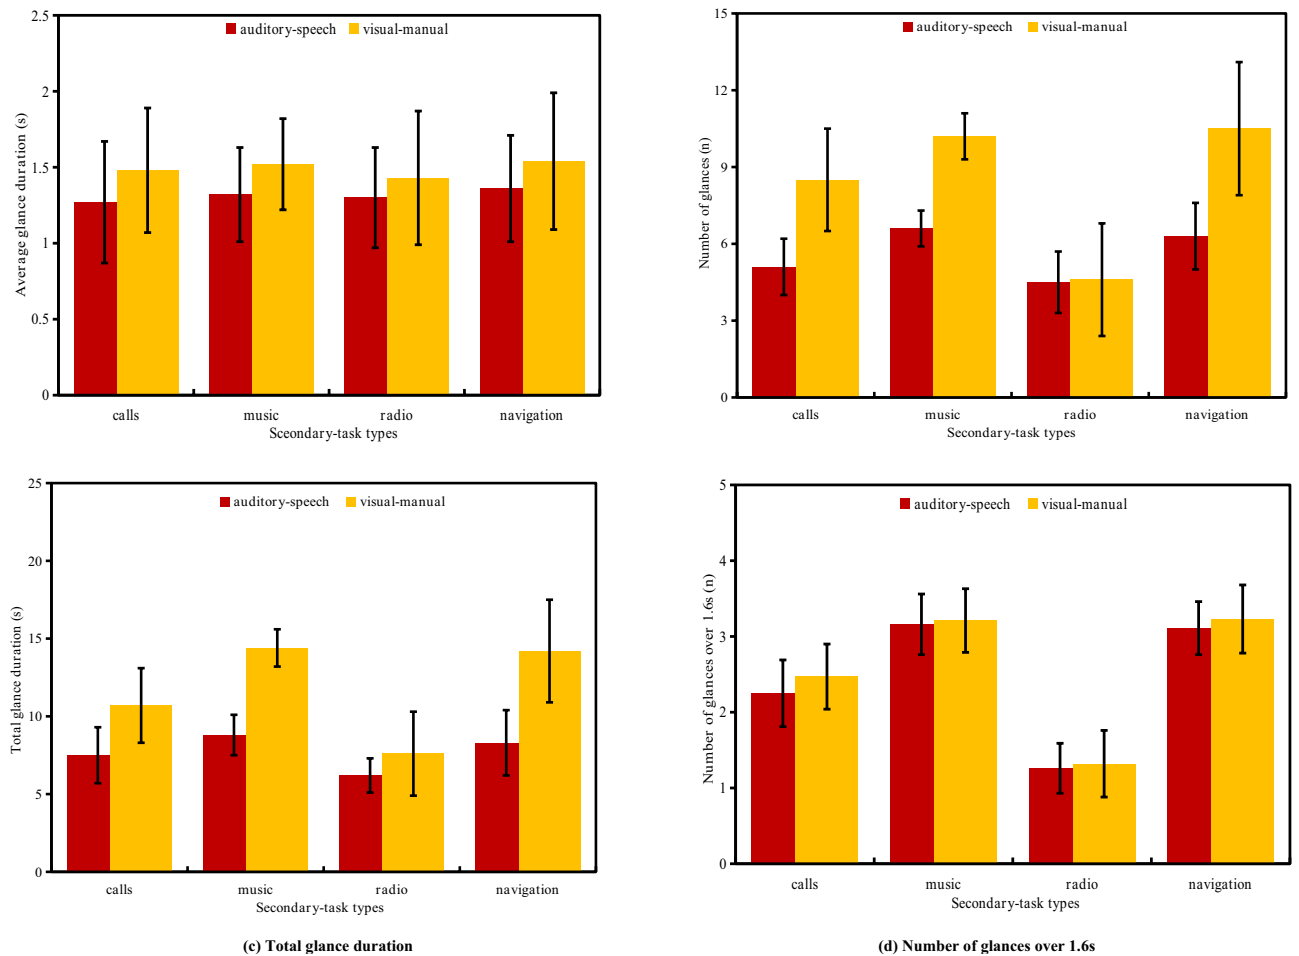 2.5
auditory-speech visual-manual
2
1.5
1
0.5
0
Average glance duration (s)
calls music radio navigation
Sceondary-task types
15
auditory-speech visual-manual
12
9
6
3
0
Number of glances (n)
calls music radio navigation
Secondary-task types
25
auditory-speech visual-manual
20
15
10
5
0
Total glance duration (s)
calls music radio navigation
Secondary-task types
(c) Total glance duration
5
auditory-speech visual-manual
4
3
2
1
0
Number of glances over 1.6s (n)
calls music radio navigation
Secondary-task types
(d) Number of glances over 1.6s